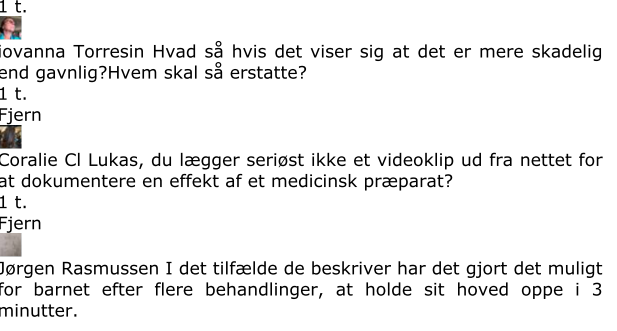 1 t.
iovanna Torresin Hvad så hvis det viser sig at det er mere skadelig
end gavnlig?Hvem skal så erstatte?
1 t.
Fjern
Coralie Cl Lukas, du lægger seriøst ikke et videoklip ud fra nettet for
at dokumentere en effekt af et medicinsk præparat?
1 t.
Fjern
Jørgen Rasmussen I det tilfælde de beskriver har det gjort det muligt
for barnet efter flere behandlinger, at holde sit hoved oppe i 3
minutter.